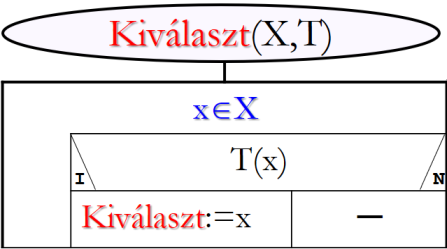 Kiválaszt(X,T)
x∈X
T(x)
I N
Kiválaszt:=x –